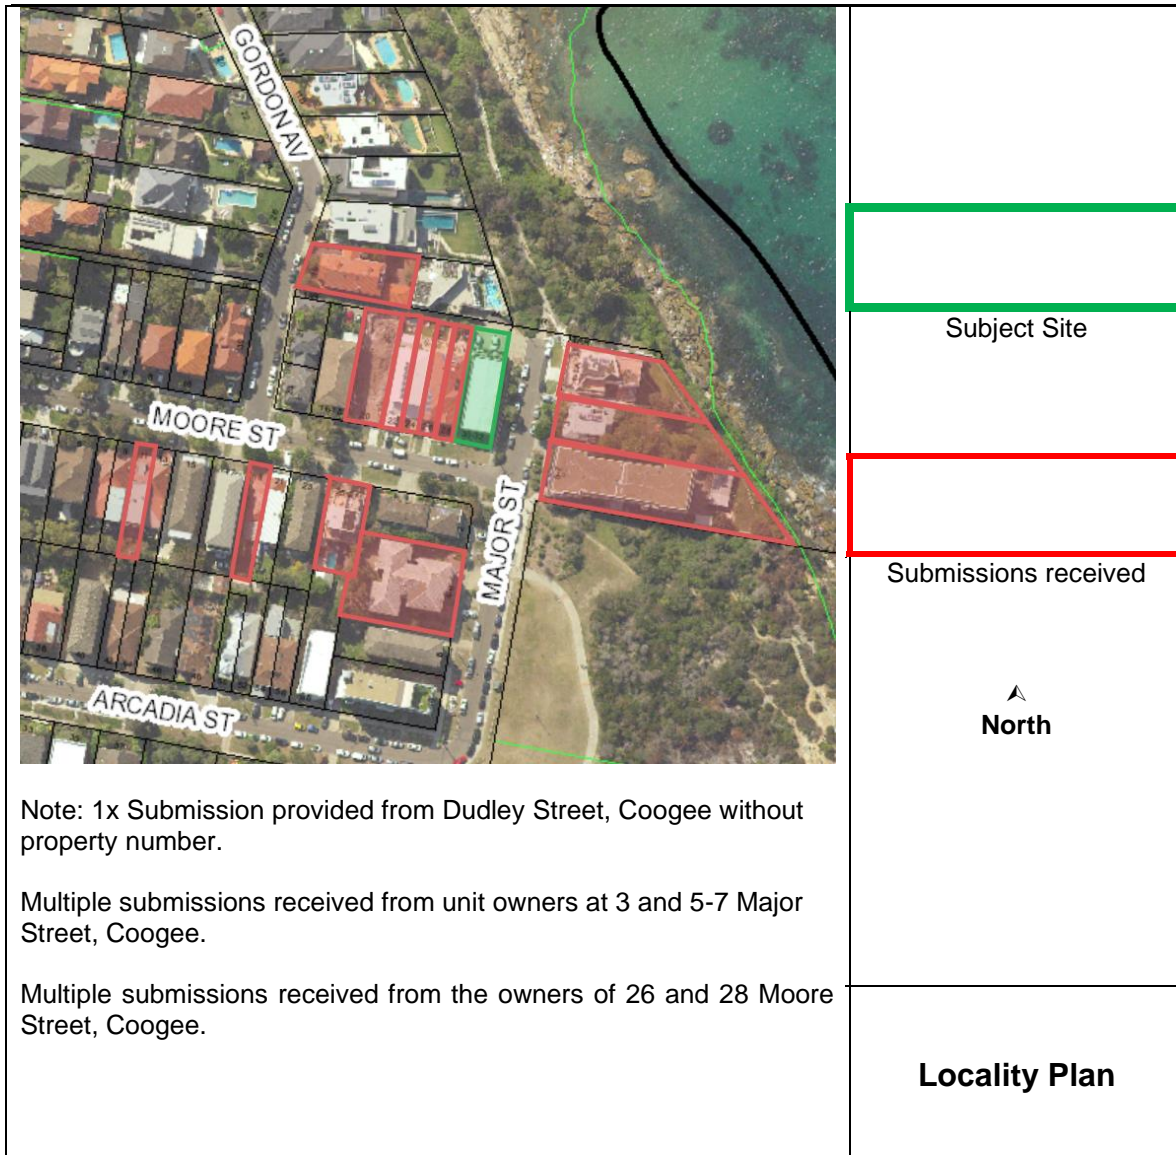 GORDON AV
MOORE ST
MAJOR ST
ARCADIA ST
Note: 1x Submission provided from Dudley Street, Coogee without
property number.
Multiple submissions received from unit owners at 3 and 5-7 Major
Street, Coogee.
Multiple submissions received from the owners of 26 and 28 Moore
Street, Coogee.
Subject Site
Submissions received
North
Locality Plan